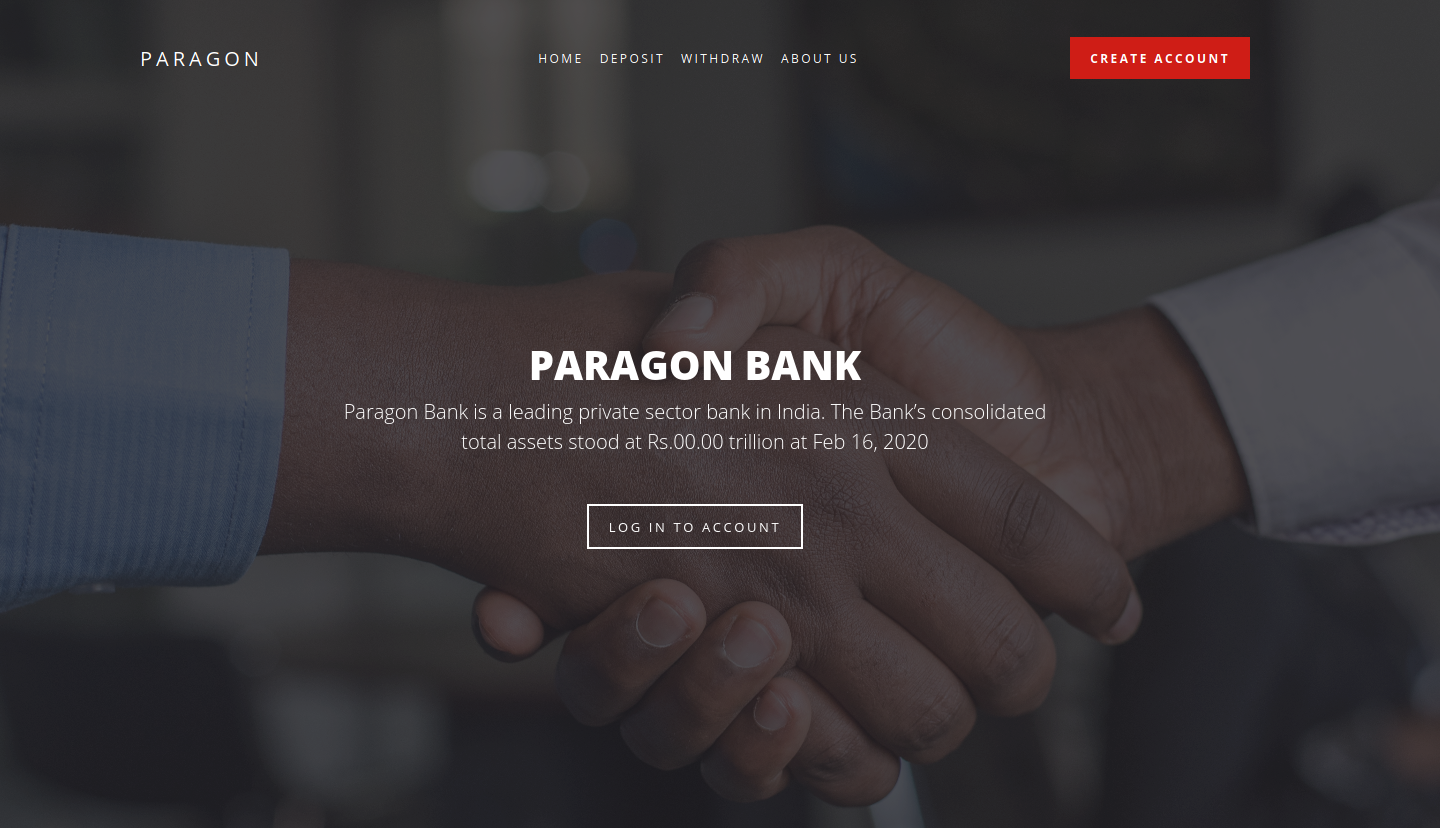 PARAGON
HOME DEPOSIT WITHDRAW ABOUT US
CREATE ACCOUNT
PARAGON BANK
Paragon Bank is a leading private sector bank in India. The Bank’s consolidated
total assets stood at Rs.00.00 trillion at Feb 16, 2020
LOG IN TO ACCOUNT